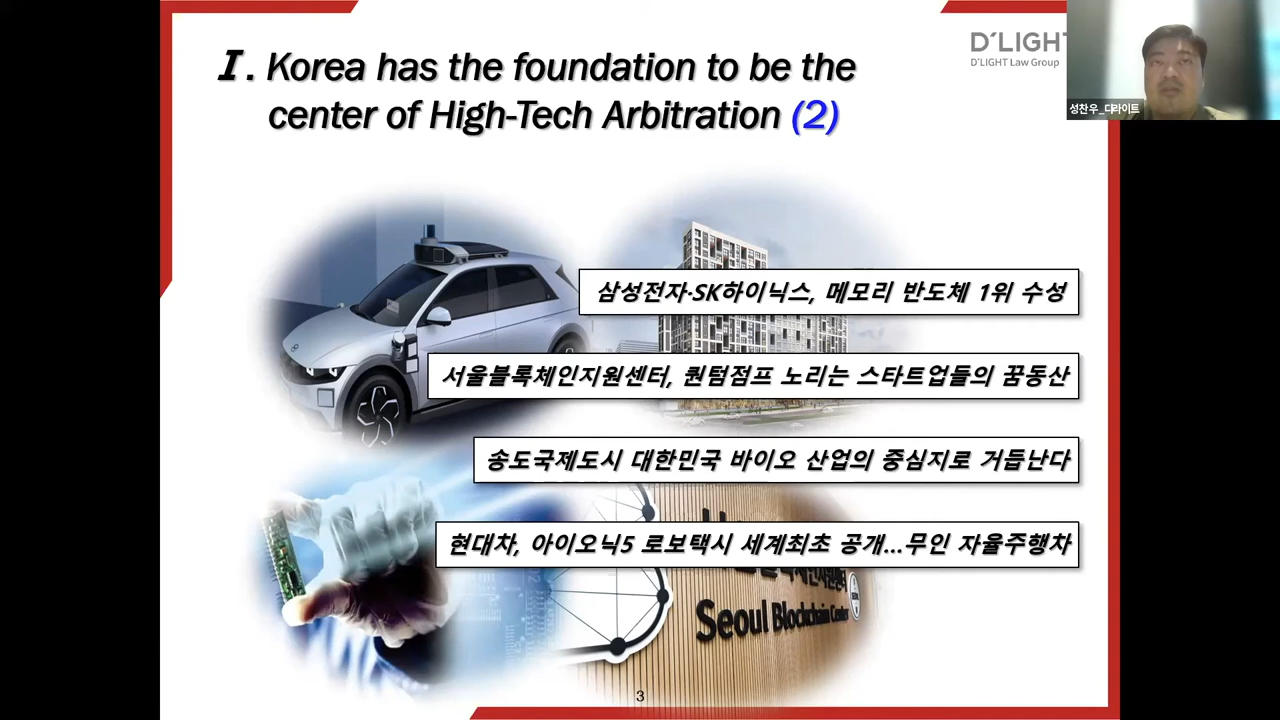 I. Korea has the foundation to be the
center of High-Tech Arbitration (2)
D'LIGHT
D'LIGHT Law Group
성찬우_디라이트
삼성전자·SK하이닉스, 메모리 반도체 1위 수성
서울블록체인지원센터, 퀀텀점프 노리는 스타트업들의 꿈동산
송도국제도시 대한민국 바이오 산업의 중심지로 거듭난다
현대차, 아이오닉5 로보택시 세계최초 공개...무인 자율주행차
Seoul Blockchain Center
3